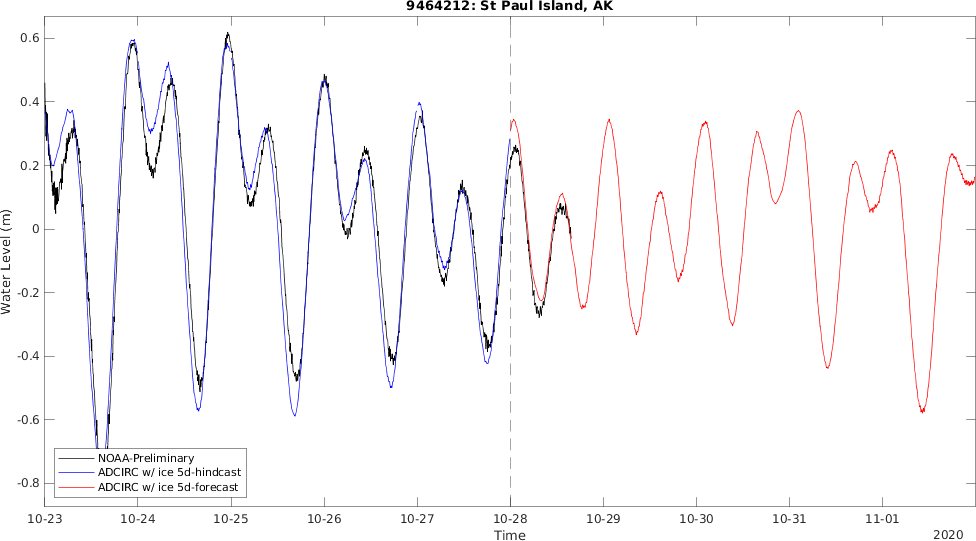 9464212: St Paul Island, AK
0.6
0.4
0.2
0
-0.2
-0.4
-0.6
-0.8
Water Level (m)
NOAA-Preliminary
ADCIRC w/ ice 5d-hindcast
ADCIRC w/ ice 5d-forecast
10-23 10-24 10-25 10-26 10-27 10-28 10-29 10-30 10-31 11-01
Time
2020